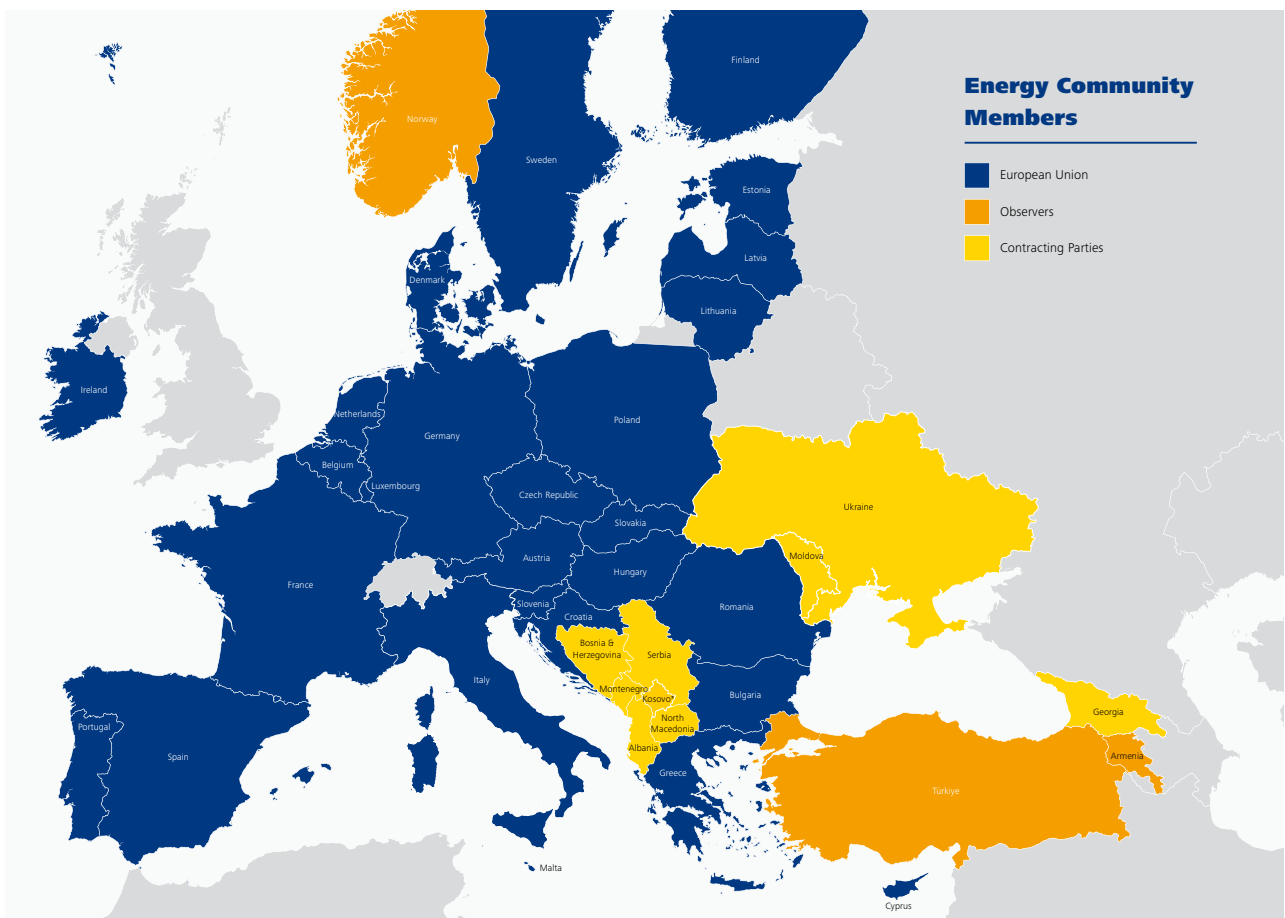 Energy Community
Members
European Union
Observers
Contracting Parties
Finland
Norway
Sweden
Estonia
Latvia
Denmark
Lithuania
Ireland
Netherlands
Poland
Germany
Belgium
Luxembourg
Czech Republic
Ukraine
Slovakia
Moldova
Austria
Hungary
France
Slovenia
Romania
Croatia
Bosnia &
Herzegovina
Serbia
Italy
Montenegro
Kosovo*
Bulgaria
Georgia
North
Macedonia
Portugal
Albania
Spain
Armenia
Greece
Türkiye
Malta
Cyprus